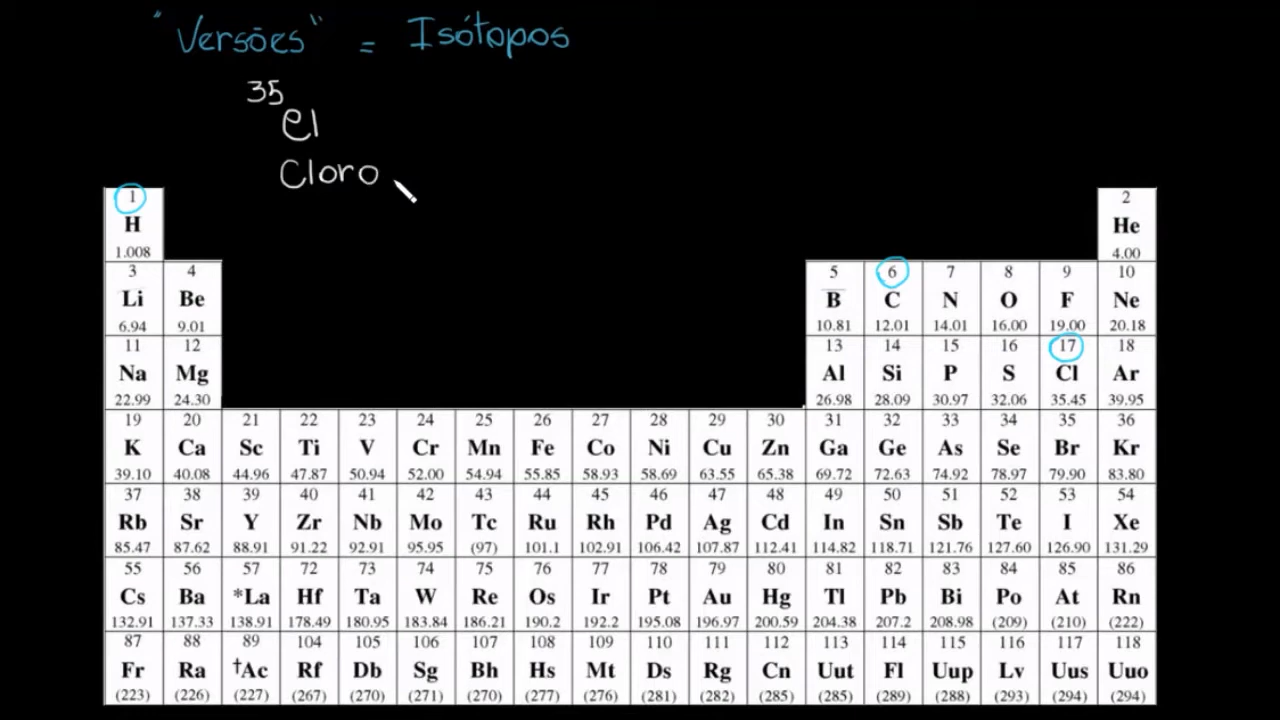 "Versões" = Isótopos
35
Cl
Cloro
1 2
H He
1.008 4.00
3 4 5 6 7 8 9 10
Li Be B C N O F Ne
6.94 9.01 10.81 12.01 14.01 16.00 19.00 20.18
11 12 13 14 15 16 17 18
Na Mg Al Si P S Cl Ar
22.99 24.30 26.98 28.09 30.97 32.06 35.45 39.95
19 20 21 22 23 24 25 26 27 28 29 30 31 32 33 34 35 36
K Ca Sc Ti V Cr Mn Fe Co Ni Cu Zn Ga Ge As Se Br Kr
39.10 40.08 44.96 47.87 50.94 52.00 54.94 55.85 58.93 58.69 63.55 65.38 69.72 72.63 74.92 78.97 79.90 83.80
37 38 39 40 41 42 43 44 45 46 47 48 49 50 51 52 53 54
Rb Sr Y Zr Nb Mo Tc Ru Rh Pd Ag Cd In Sn Sb Te I Xe
85.47 87.62 88.91 91.22 92.91 95.95 (97) 101.1 102.91 106.42 107.87 112.41 114.82 118.71 121.76 127.60 126.90 131.29
55 56 57 72 73 74 75 76 77 78 79 80 81 82 83 84 85 86
Cs Ba *La Hf Ta W Re Os Ir Pt Au Hg Tl Pb Bi Po At Rn
132.91 137.33 138.91 178.49 180.95 183.84 186.21 190.2 192.2 195.08 196.97 200.59 204.38 207.2 208.98 (209) (210) (222)
87 88 89 104 105 106 107 108 109 110 111 112 113 114 115 116 117 118
Fr Ra †Ac Rf Db Sg Bh Hs Mt Ds Rg Cn Uut Fl Uup Lv Uus Uuo
(223) (226) (227) (267) (270) (271) (270) (277) (276) (281) (282) (285) (285) (289) (288) (293) (294) (294)